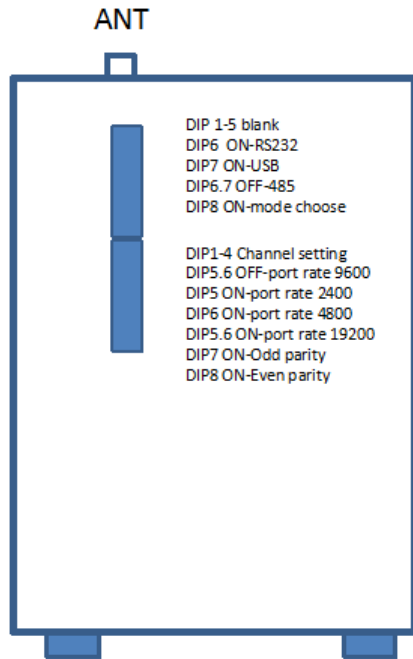 ANT
DIP 1-5 blank
DIP6  ON-RS232
DIP7 ON-USB
DIP6.7 OFF-485
DIP8 ON-mode choose
DIP1-4 Channel setting
DIP5.6 OFF-port rate 9600
DIP5 ON-port rate 2400
DIP6 ON-port rate 4800
DIP5.6 ON-port rate 19200
DIP7 ON-Odd parity
DIP8 ON-Even parity